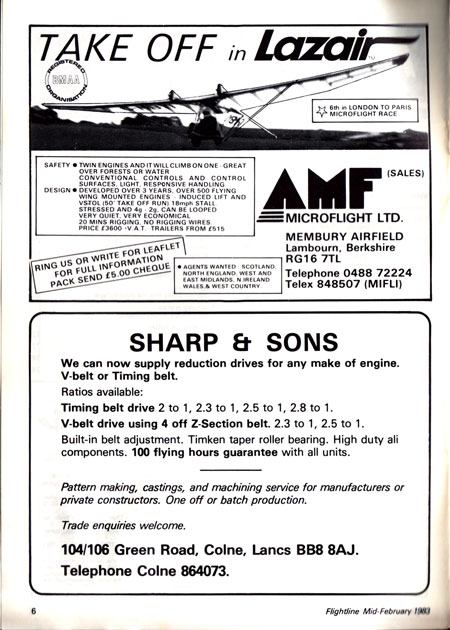 TAKE OFF in Lazair™
REGISTERED
BMAA
ORGANISATION
6th in LONDON TO PARIS
MICROFLIGHT RACE
SAFETY ● TWIN ENGINES AND IT WILL CLIMB ON ONE - GREAT
OVER FORESTS OR WATER
CONVENTIONAL CONTROLS AND CONTROL
SURFACES, LIGHT, RESPONSIVE HANDLING.
DESIGN ● DEVELOPED OVER 3 YEARS, OVER 500 FLYING
WING MOUNTED ENGINES - INDUCED LIFT AND
VSTOL (50' TAKE OFF RUN) 18mph STALL
STRESSED AND 4g - 2g, CAN BE LOOPED
VERY QUIET, VERY ECONOMICAL
20 MINS RIGGING, NO RIGGING WIRES.
PRICE £3600 -V.A.T. TRAILERS FROM £515
AMF (SALES)
MICROFLIGHT LTD.
MEMBURY AIRFIELD
Lambourn, Berkshire
RG16 7TL
Telephone 0488 72224
Telex 848507 (MIFLI)
RING US OR WRITE FOR LEAFLET
FOR FULL INFORMATION
PACK SEND £5.00 CHEQUE
● AGENTS WANTED: SCOTLAND,
NORTH ENGLAND, WEST AND
EAST MIDLANDS, N.IRELAND
WALES,& WEST COUNTRY
SHARP & SONS
We can now supply reduction drives for any make of engine.
V-belt or Timing belt.
Ratios available:
Timing belt drive 2 to 1, 2.3 to 1, 2.5 to 1, 2.8 to 1.
V-belt drive using 4 off Z-Section belt. 2.3 to 1, 2.5 to 1.
Built-in belt adjustment. Timken taper roller bearing. High duty ali
components. 100 flying hours guarantee with all units.
Pattern making, castings, and machining service for manufacturers or
private constructors. One off or batch production.
Trade enquiries welcome.
104/106 Green Road, Colne, Lancs BB8 8AJ.
Telephone Colne 864073.
6
Flightline Mid-February 1983